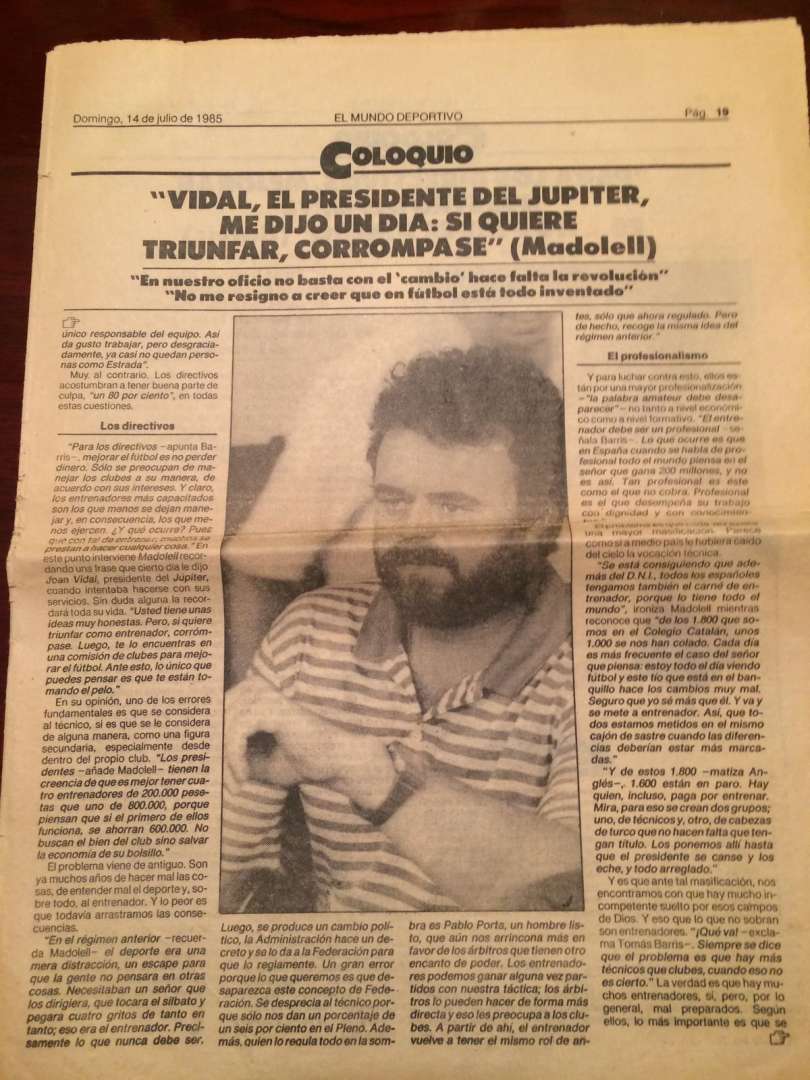 Domingo, 14 de julio de 1985
EL MUNDO DEPORTIVO
Pág. 19
COLOQUIO
"VIDAL, EL PRESIDENTE DEL JUPITER,
ME DIJO UN DIA: SI QUIERE
TRIUNFAR, CORROMPASE" (Madolell)
"En nuestro oficio no basta con el 'cambio' hace falta la revolución"
"No me resigno a creer que en fútbol está todo inventado"
único responsable del equipo. Así
da gusto trabajar, pero desgracia-
damente, ya casi no quedan perso-
nas como Estrada".
Muy, al contrario. Los directivos
acostumbran a tener buena parte de
culpa, "un 80 por ciento", en todas
estas cuestiones.
Los directivos
"Para los directivos –apunta Ba-
rris–, mejorar el fútbol es no perder
dinero. Sólo se preocupan de ma-
nejar los clubes a su manera, de
acuerdo con sus intereses. Y claro,
los entrenadores más capacitados
son los que menos se dejan mane-
jar y, en consecuencia, los que me-
nos ejercen. ¿Y qué ocurre? Pues
que con tal de entrenar, muchos se
prestan a hacer cualquier cosa." En
este punto interviene Madolell recor-
dando una frase que cierto día le dijo
Joan Vidal, presidente del Júpiter,
cuando intentaba hacerse con sus
servicios. Sin duda alguna la recor-
dará toda su vida. "Usted tiene unas
ideas muy honestas. Pero, si quiere
triunfar como entrenador, corróm-
pase. Luego, te lo encuentras en
una comisión de clubes para mejo-
rar el fútbol. Ante esto, lo único que
puedes pensar es que te están to-
mando el pelo."
En su opinión, uno de los errores
fundamentales es que se considera
al técnico, si es que se le considera
de alguna manera, como una figura
secundaria, especialmente desde
dentro del propio club. "Los presi-
dentes –añade Madolell– tienen la
creencia de que es mejor tener cua-
tro entrenadores de 200.000 pese-
tas que uno de 800.000, porque
piensan que si el primero de ellos
funciona, se ahorran 600.000. No
buscan el bien del club sino salvar
la economía de su bolsillo."
El problema viene de antiguo. Son
ya muchos años de hacer mal las co-
sas, de entender mal el deporte y, so-
bre todo, al entrenador. Y lo peor es
que todavía arrastramos las conse-
cuencias.
"En el régimen anterior –recuer-
da Madolell– el deporte era una
mera distracción, un escape para
que la gente no pensara en otras
cosas. Necesitaban un señor que
los dirigiera, que tocara el silbato y
pegara cuatro gritos de tanto en
tanto; eso era el entrenador. Preci-
samente lo que nunca debe ser.
Luego, se produce un cambio polí-
tico, la Administración hace un de-
creto y se lo da a la Federación para
que lo reglamente. Un gran error
porque lo que queremos es que de-
saparezca este concepto de Fede-
ración. Se desprecia al técnico por-
que sólo nos dan un porcentaje de
un seis por ciento en el Pleno. Ade-
más, quien lo regula todo en la som-
bra es Pablo Porta, un hombre lis-
to, que aún nos arrincona más en
favor de los árbitros que tienen otro
encanto de poder. Los entrenado-
res podemos ganar alguna vez par-
tidos con nuestra táctica; los árbi-
tros lo pueden hacer de forma más
directa y eso les preocupa a los clu-
bes. A partir de ahí, el entrenador
vuelve a tener el mismo rol de an-
tes, sólo que ahora regulado. Pero
de hecho, recoge la misma idea del
régimen anterior."
El profesionalismo
Y para luchar contra esto, ellos es-
tán por una mayor profesionalización
–"la palabra amateur debe desa-
parecer"– no tanto a nivel económi-
co como a nivel formativo. "El entre-
nador debe ser un profesional –se-
ñala Barris–. Lo que ocurre es que
en España cuando se habla de pro-
fesional todo el mundo piensa en el
señor que gana 200 millones, y no
es así. Tan profesional es este
como el que no cobra. Profesional
es el que desempeña su trabajo
con dignidad y con conocimien-
una mayor masificación. Parece
como si a medio país le hubiera caído
del cielo la vocación técnica.
"Se está consiguiendo que ade-
más del D.N.I., todos los españoles
tengamos también el carné de en-
trenador, porque lo tiene todo el
mundo", ironiza Madolell mientras
reconoce que "de los 1.800 que so-
mos en el Colegio Catalán, unos
1.000 se nos han colado. Cada día
es más frecuente el caso del señor
que piensa: estoy todo el día viendo
fútbol y este tío que está en el ban-
quillo hace los cambios muy mal.
Seguro que yo sé más que él. Y va y
se mete a entrenador. Así, que to-
dos estamos metidos en el mismo
cajón de sastre cuando las diferen-
cias deberían estar más marca-
das."
"Y de estos 1.800 –matiza An-
glés–, 1.600 están en paro. Hay
quien, incluso, paga por entrenar.
Mira, para eso se crean dos grupos;
uno, de técnicos y, otro, de cabezas
de turco que no hacen falta que ten-
gan título. Los ponemos allí hasta
que el presidente se canse y los
eche, y todo arreglado."
Y es que ante tal masificación, nos
encontramos con que hay mucho in-
competente suelto por esos campos
de Dios. Y eso que lo que no sobran
son entrenadores. "¡Qué va! –excla-
ma Tomás Barris–. Siempre se dice
que el problema es que hay más
técnicos que clubes, cuando eso no
es cierto." La verdad es que hay mu-
chos entrenadores, sí, pero, por lo
general, mal preparados. Según
ellos, lo más importante es que se